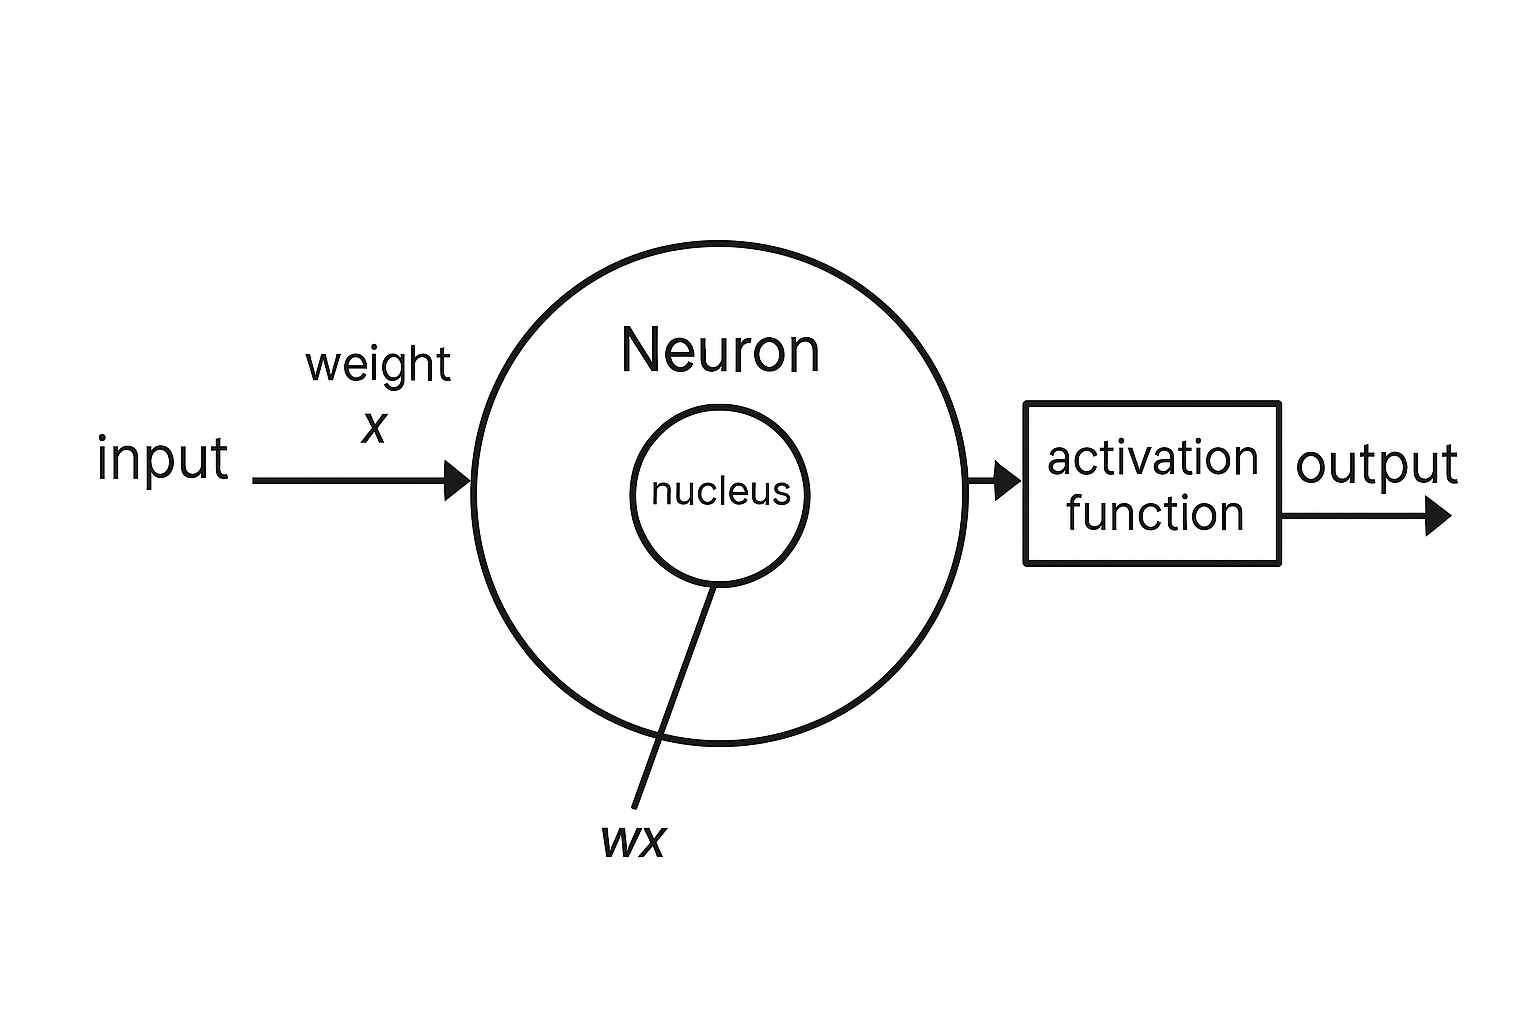 Neuron
weight
x
input
nucleus
activation
function
output
wx